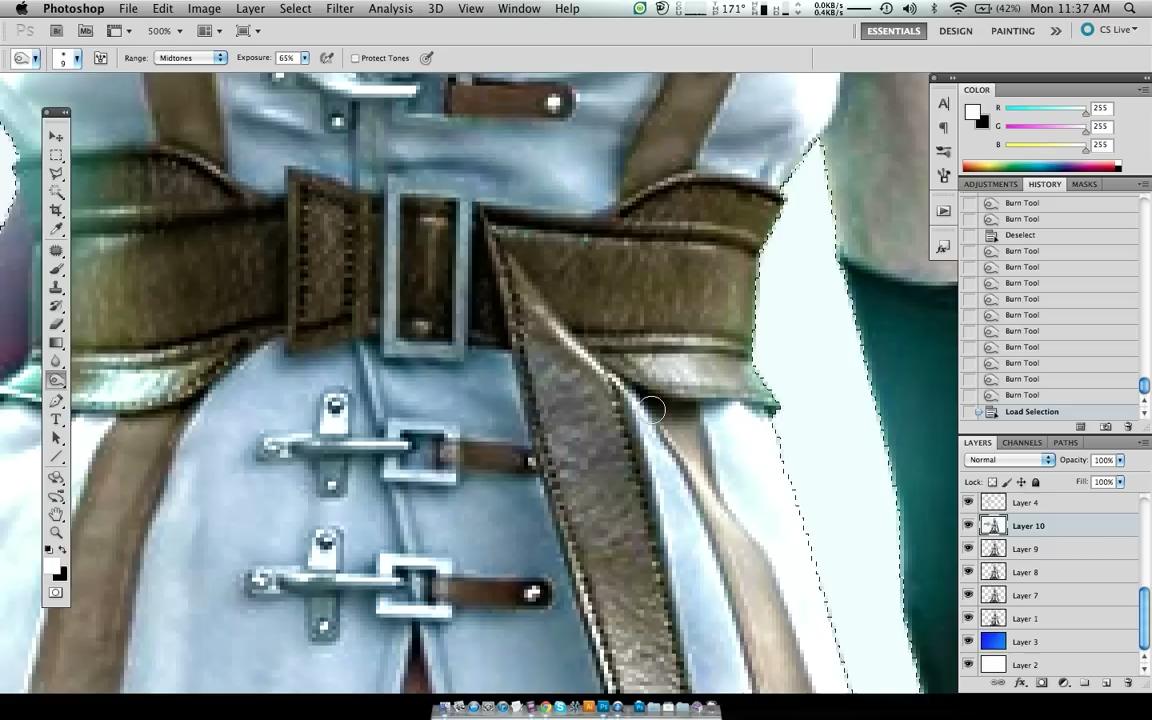 Photoshop File Edit Image Layer Select Filter Analysis 3D View Window Help 171° 0.0KB/s 0.4KB/s (42%) Mon 11:37 AM
Ps Br Mb 500% ESSENTIALS DESIGN PAINTING CS Live
9 Range: Midtones Exposure: 65% Protect Tones
COLOR
R 255
G 255
B 255
ADJUSTMENTS HISTORY MASKS
Burn Tool
Burn Tool
Deselect
Burn Tool
Burn Tool
Burn Tool
Burn Tool
Burn Tool
Burn Tool
Burn Tool
Burn Tool
Burn Tool
Burn Tool
Load Selection
LAYERS CHANNELS PATHS
Normal Opacity: 100%
Lock: Fill: 100%
Layer 4
Layer 10
Layer 9
Layer 8
Layer 7
Layer 1
Layer 3
Layer 2